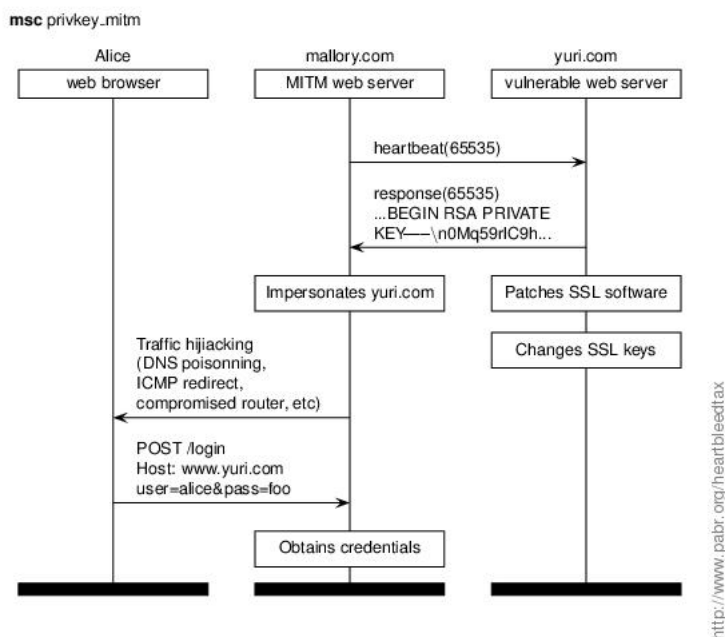 msc privkey_mitm
Alice
mallory.com
yuri.com
web browser
MITM web server
vulnerable web server
heartbeat(65535)
response(65535)
...BEGIN RSA PRIVATE
KEY-----\n0Mq59rIC9h...
Impersonates yuri.com
Patches SSL software
Changes SSL keys
Traffic hijiacking
(DNS poisonning,
ICMP redirect,
compromised router, etc)
POST /login
Host: www.yuri.com
user=alice&pass=foo
Obtains credentials
http://www.pabr.org/heartbleedtax